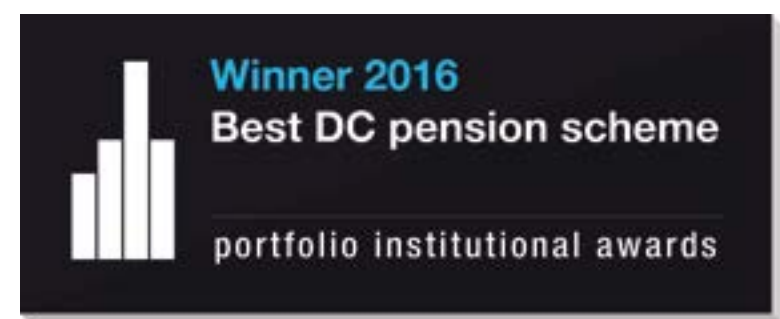 Winner 2016
Best DC pension scheme
portfolio institutional awards